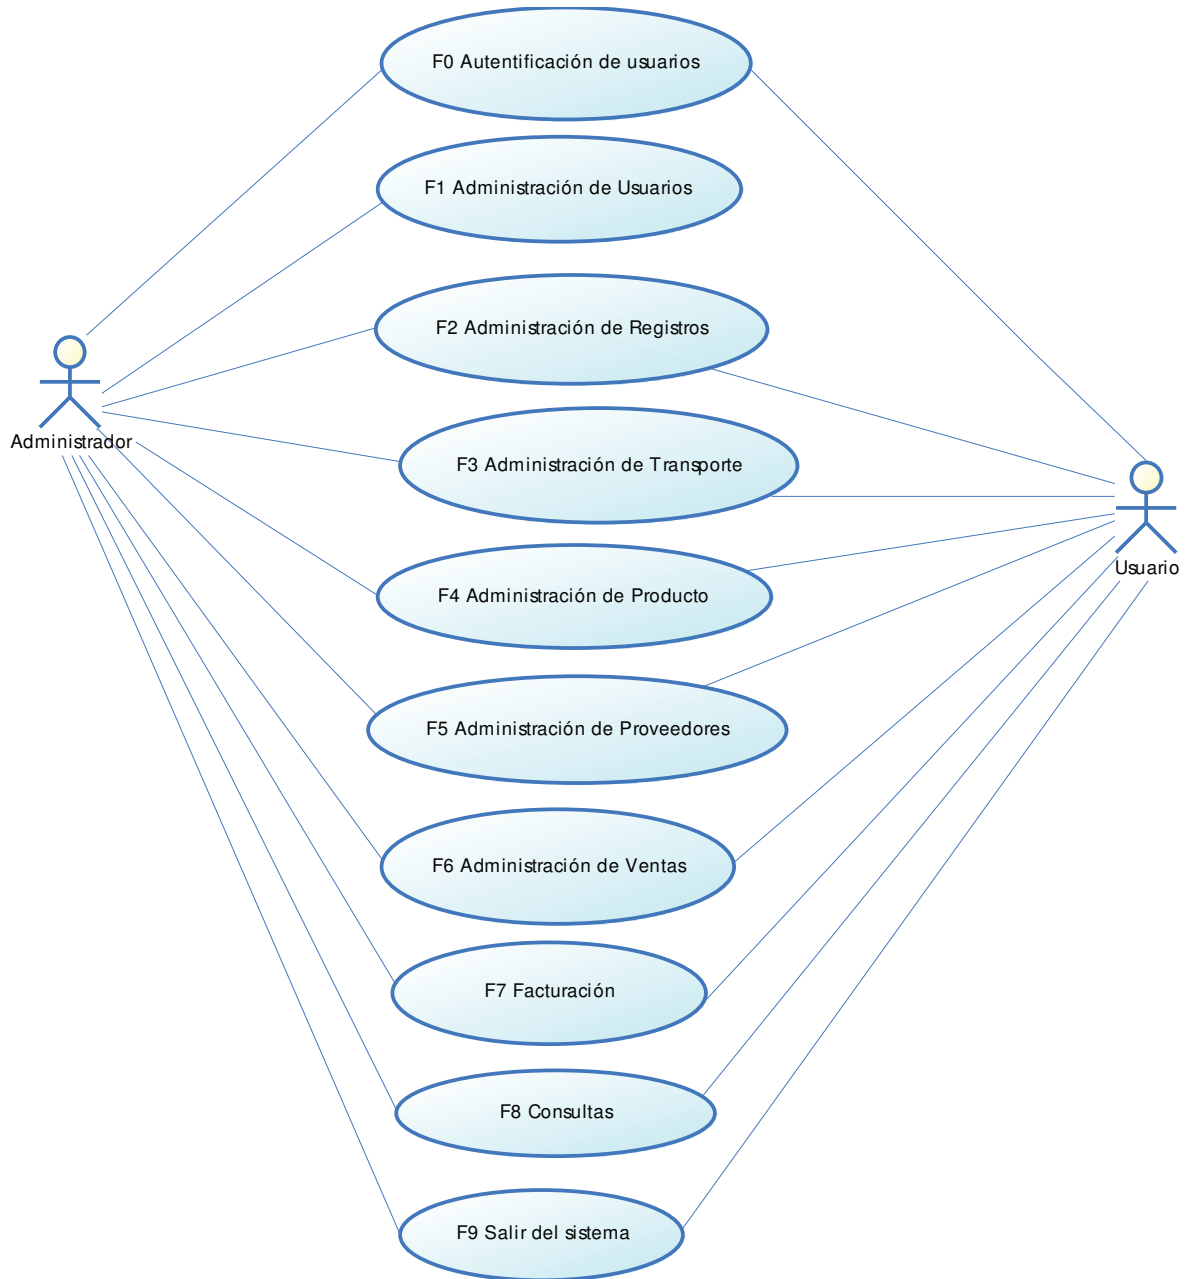 F0 Autentificación de usuarios
F1 Administración de Usuarios
F2 Administración de Registros
Administrador
F3 Administración de Transporte
Usuario
F4 Administración de Producto
F5 Administración de Proveedores
F6 Administración de Ventas
F7 Facturación
F8 Consultas
F9 Salir del sistema